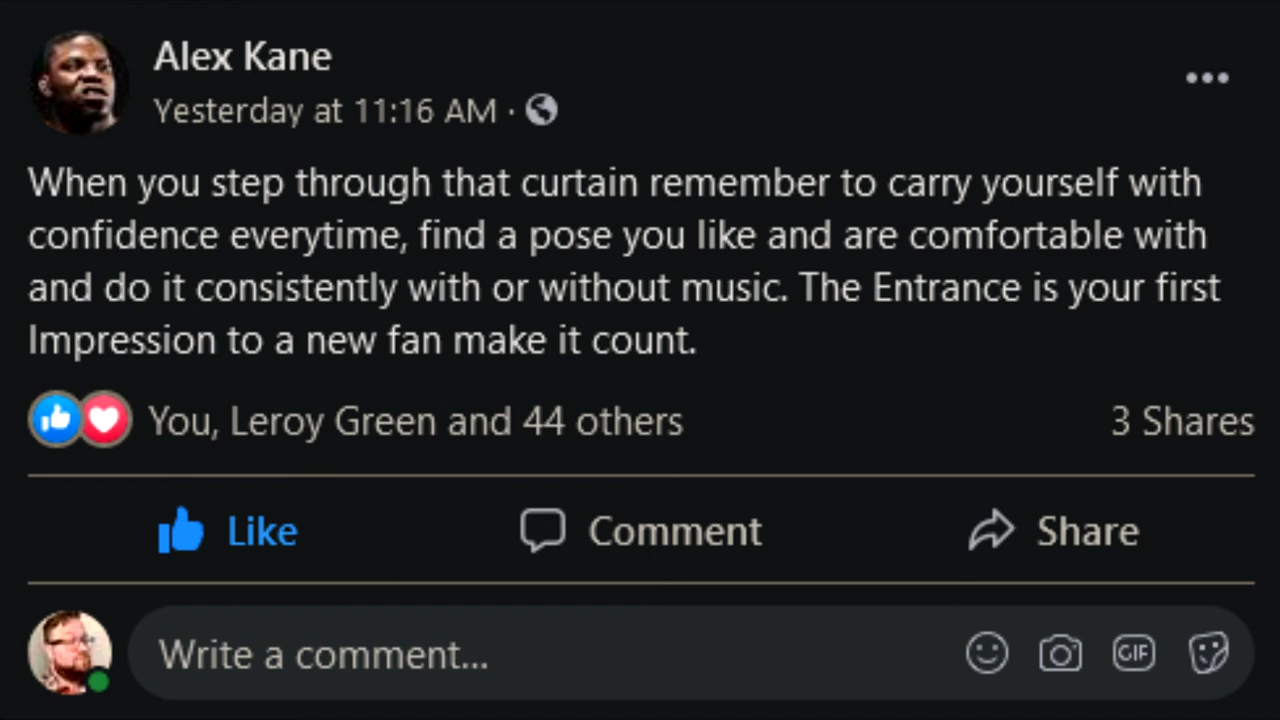 Alex Kane
Yesterday at 11:16 AM ·
When you step through that curtain remember to carry yourself with
confidence everytime, find a pose you like and are comfortable with
and do it consistently with or without music. The Entrance is your first
Impression to a new fan make it count.
You, Leroy Green and 44 others
3 Shares
Like
Comment
Share
Write a comment...
GIF